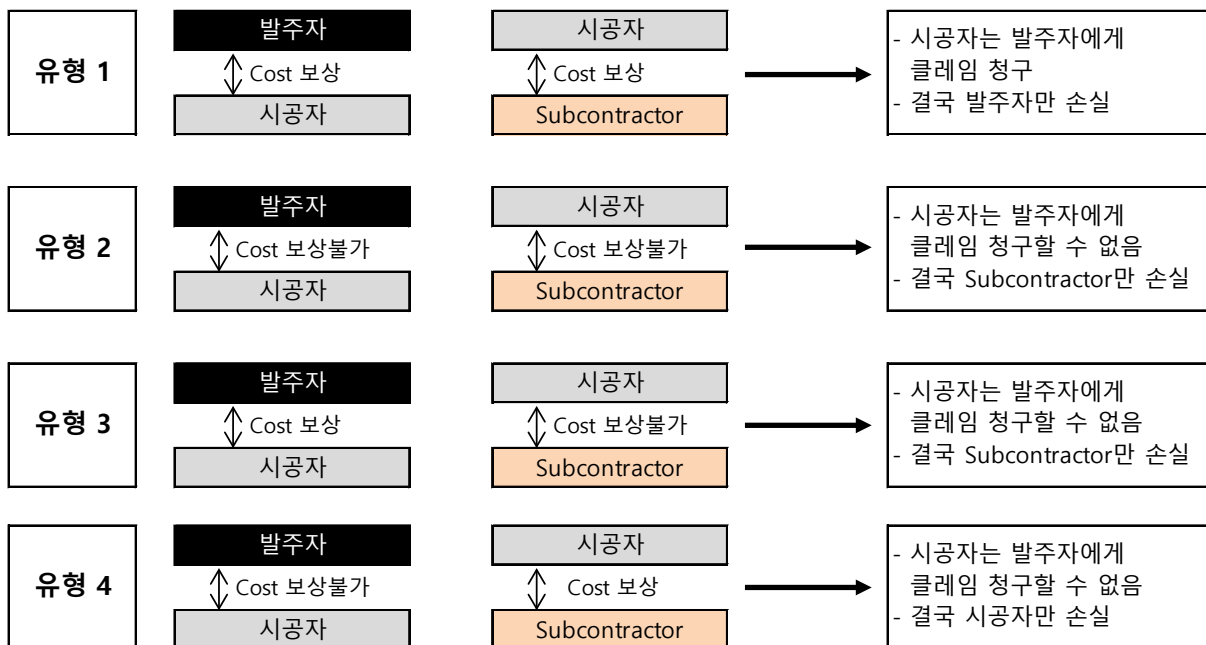 유형 1
발주자
Cost 보상
시공자
시공자
Cost 보상
Subcontractor
- 시공자는 발주자에게
클레임 청구
- 결국 발주자만 손실
유형 2
발주자
Cost 보상불가
시공자
시공자
Cost 보상불가
Subcontractor
- 시공자는 발주자에게
클레임 청구할 수 없음
- 결국 Subcontractor만 손실
유형 3
발주자
Cost 보상
시공자
시공자
Cost 보상불가
Subcontractor
- 시공자는 발주자에게
클레임 청구할 수 없음
- 결국 Subcontractor만 손실
유형 4
발주자
Cost 보상불가
시공자
시공자
Cost 보상
Subcontractor
- 시공자는 발주자에게
클레임 청구할 수 없음
- 결국 시공자만 손실